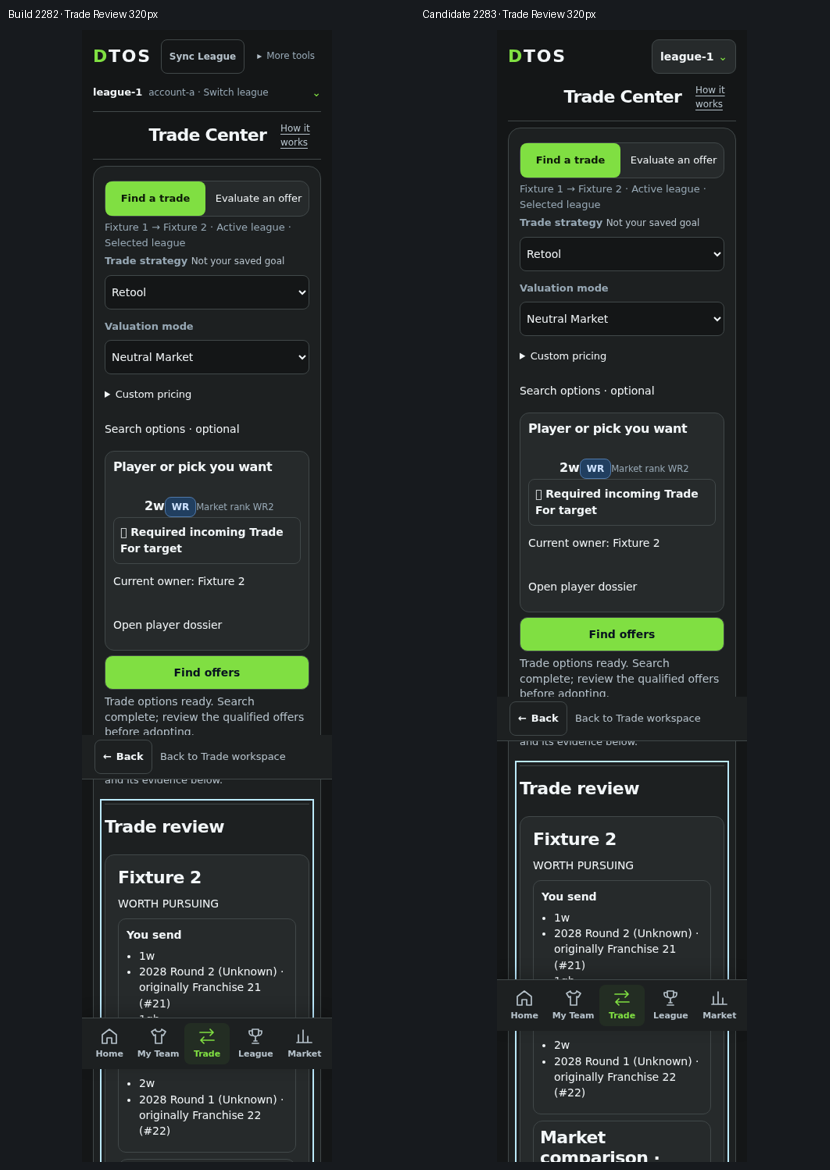 Build 2282 · Trade Review 320px
DTOS
Sync League
▸ More tools
league-1 account-a · Switch league
Trade Center
How it
works
Find a trade
Evaluate an offer
Fixture 1 → Fixture 2 · Active league ·
Selected league
Trade strategy Not your saved goal
Retool
Valuation mode
Neutral Market
▸ Custom pricing
Search options · optional
Player or pick you want
2w WR Market rank WR2
Required incoming Trade
For target
Current owner: Fixture 2
Open player dossier
Find offers
Trade options ready. Search
complete; review the qualified offers
before adopting.
← Back
Back to Trade workspace
and its evidence below.
Trade review
Fixture 2
WORTH PURSUING
You send
• 1w
• 2028 Round 2 (Unknown) ·
originally Franchise 21
(#21)
Home
My Team
Trade
League
Market
• 2w
• 2028 Round 1 (Unknown) ·
originally Franchise 22
(#22)
Candidate 2283 · Trade Review 320px
DTOS
league-1
Trade Center
How it
works
Find a trade
Evaluate an offer
Fixture 1 → Fixture 2 · Active league ·
Selected league
Trade strategy Not your saved goal
Retool
Valuation mode
Neutral Market
▸ Custom pricing
Search options · optional
Player or pick you want
2w WR Market rank WR2
Required incoming Trade
For target
Current owner: Fixture 2
Open player dossier
Find offers
Trade options ready. Search
complete; review the qualified offers
before adopting.
← Back
Back to Trade workspace
and its evidence below.
Trade review
Fixture 2
WORTH PURSUING
You send
• 1w
• 2028 Round 2 (Unknown) ·
originally Franchise 21
(#21)
Home
My Team
Trade
League
Market
• 2w
• 2028 Round 1 (Unknown) ·
originally Franchise 22
(#22)
Market
comparison ·